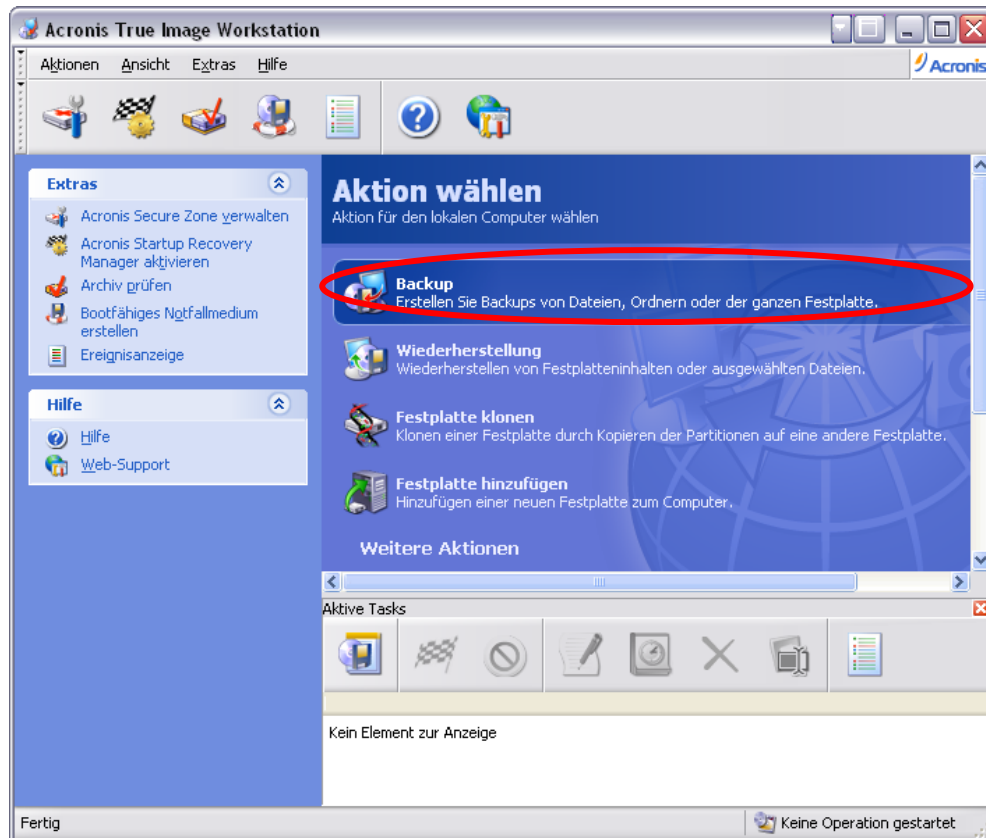 Acronis True Image Workstation
Aktionen Ansicht Extras Hilfe
Acronis
Extras
Acronis Secure Zone verwalten
Acronis Startup Recovery
Manager aktivieren
Archiv prüfen
Bootfähiges Notfallmedium
erstellen
Ereignisanzeige
Hilfe
Hilfe
Web-Support
Aktion wählen
Aktion für den lokalen Computer wählen
Backup
Erstellen Sie Backups von Dateien, Ordnern oder der ganzen Festplatte.
Wiederherstellung
Wiederherstellen von Festplatteninhalten oder ausgewählten Dateien.
Festplatte klonen
Klonen einer Festplatte durch Kopieren der Partitionen auf eine andere Festplatte.
Festplatte hinzufügen
Hinzufügen einer neuen Festplatte zum Computer.
Weitere Aktionen
Aktive Tasks
Kein Element zur Anzeige
Fertig
Keine Operation gestartet